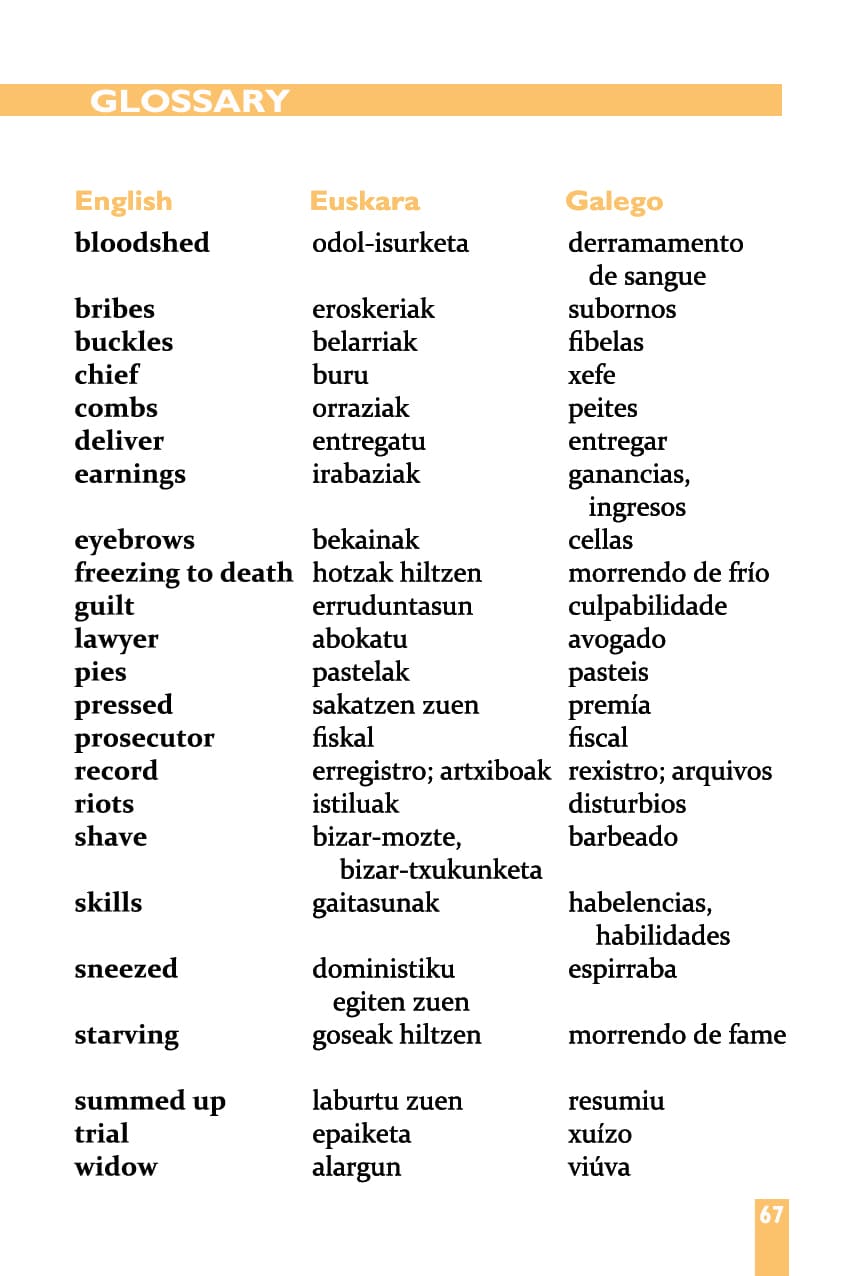 GLOSSARY
English Euskara Galego
bloodshed odol-isurketa derramamento
de sangue
bribes eroskeriak subornos
buckles belarriak fibelas
chief buru xefe
combs orraziak peites
deliver entregatu entregar
earnings irabaziak ganancias,
ingresos
eyebrows bekainak cellas
freezing to death hotzak hiltzen morrendo de frío
guilt erruduntasun culpabilidade
lawyer abokatu avogado
pies pastelak pasteis
pressed sakatzen zuen premía
prosecutor fiskal fiscal
record erregistro; artxiboak rexistro; arquivos
riots istiluak disturbios
shave bizar-mozte, barbeado
bizar-txukunketa
skills gaitasunak habelencias,
habilidades
sneezed doministiku espirraba
egiten zuen
starving goseak hiltzen morrendo de fame
summed up laburtu zuen resumiu
trial epaiketa xuízo
widow alargun viúva
67